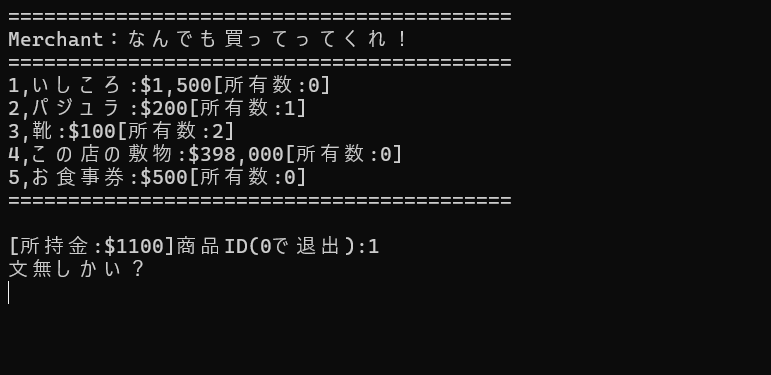 ==========================================
Merchant：なんでも買ってってくれ！
==========================================
1,いしころ:$1,500[所有数:0]
2,パジュラ:$200[所有数:1]
3,靴:$100[所有数:2]
4,この店の敷物:$398,000[所有数:0]
5,お食事券:$500[所有数:0]
==========================================
[所持金:$1100]商品ID(0で退出):1
文無しかい？